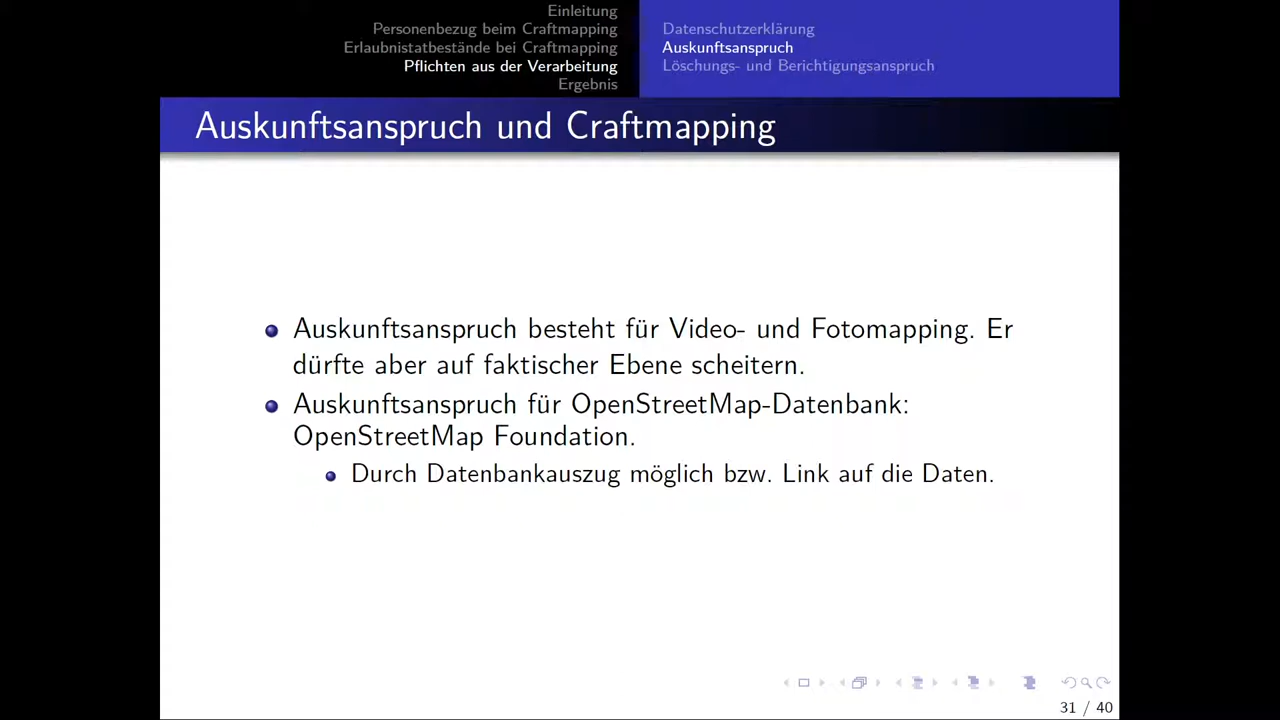 Einleitung
Personenbezug beim Craftmapping
Erlaubnistatbestände bei Craftmapping
Pflichten aus der Verarbeitung
Ergebnis
Datenschutzerklärung
Auskunftsanspruch
Löschungs- und Berichtigungsanspruch
Auskunftsanspruch und Craftmapping
Auskunftsanspruch besteht für Video- und Fotomapping. Er
dürfte aber auf faktischer Ebene scheitern.
Auskunftsanspruch für OpenStreetMap-Datenbank:
OpenStreetMap Foundation.
Durch Datenbankauszug möglich bzw. Link auf die Daten.
31 / 40